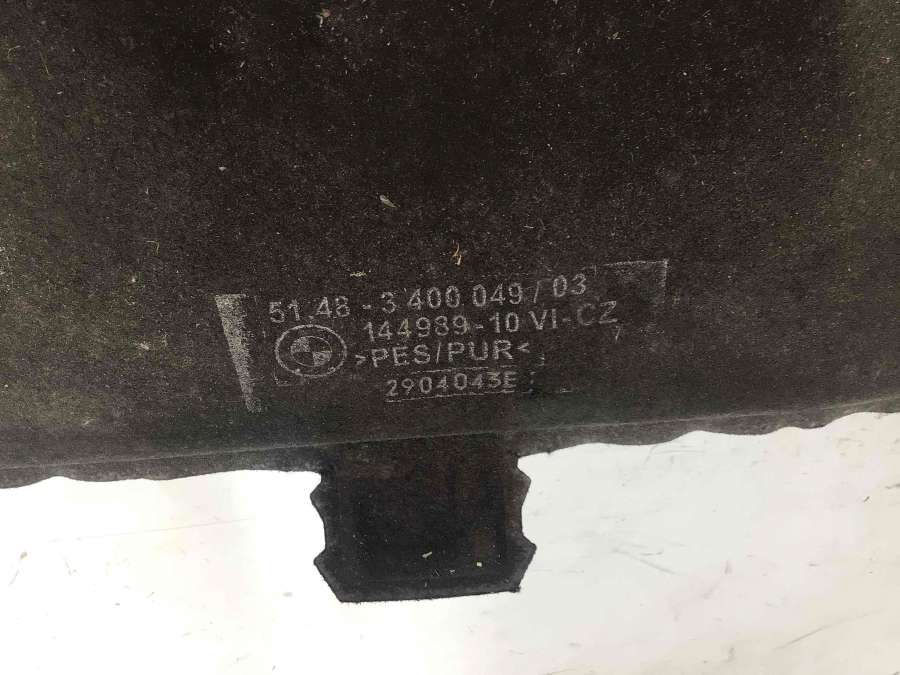 51.48 - 3 400 049 / 03
144989-10 VI-CZ
>PES/PUR<
2904043E